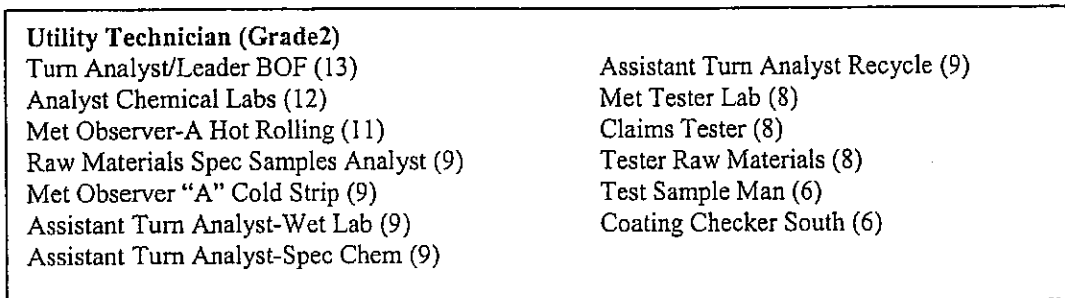 Utility Technician (Grade2)
Turn Analyst/Leader BOF (13)
Analyst Chemical Labs (12)
Met Observer-A Hot Rolling (11)
Raw Materials Spec Samples Analyst (9)
Met Observer "A" Cold Strip (9)
Assistant Turn Analyst-Wet Lab (9)
Assistant Turn Analyst-Spec Chem (9)
Assistant Turn Analyst Recycle (9)
Met Tester Lab (8)
Claims Tester (8)
Tester Raw Materials (8)
Test Sample Man (6)
Coating Checker South (6)